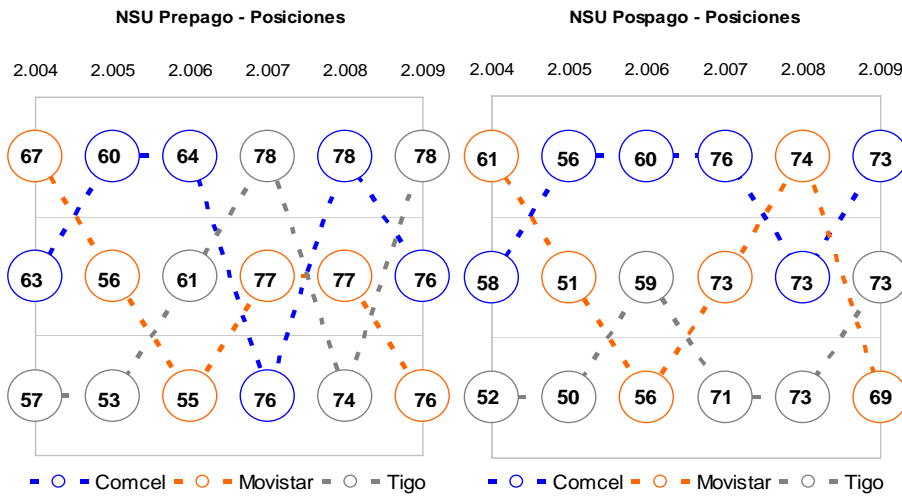 NSU Prepago - Posiciones
2.004 2.005 2.006 2.007 2.008 2.009
67 60 64 78 78 78
63 56 61 77 77 76
57 53 55 76 74 76
Comcel Movistar Tigo
NSU Pospago - Posiciones
2.004 2.005 2.006 2.007 2.008 2.009
61 56 60 76 74 73
58 51 59 73 73 73
52 50 56 71 73 69
Comcel Movistar Tigo